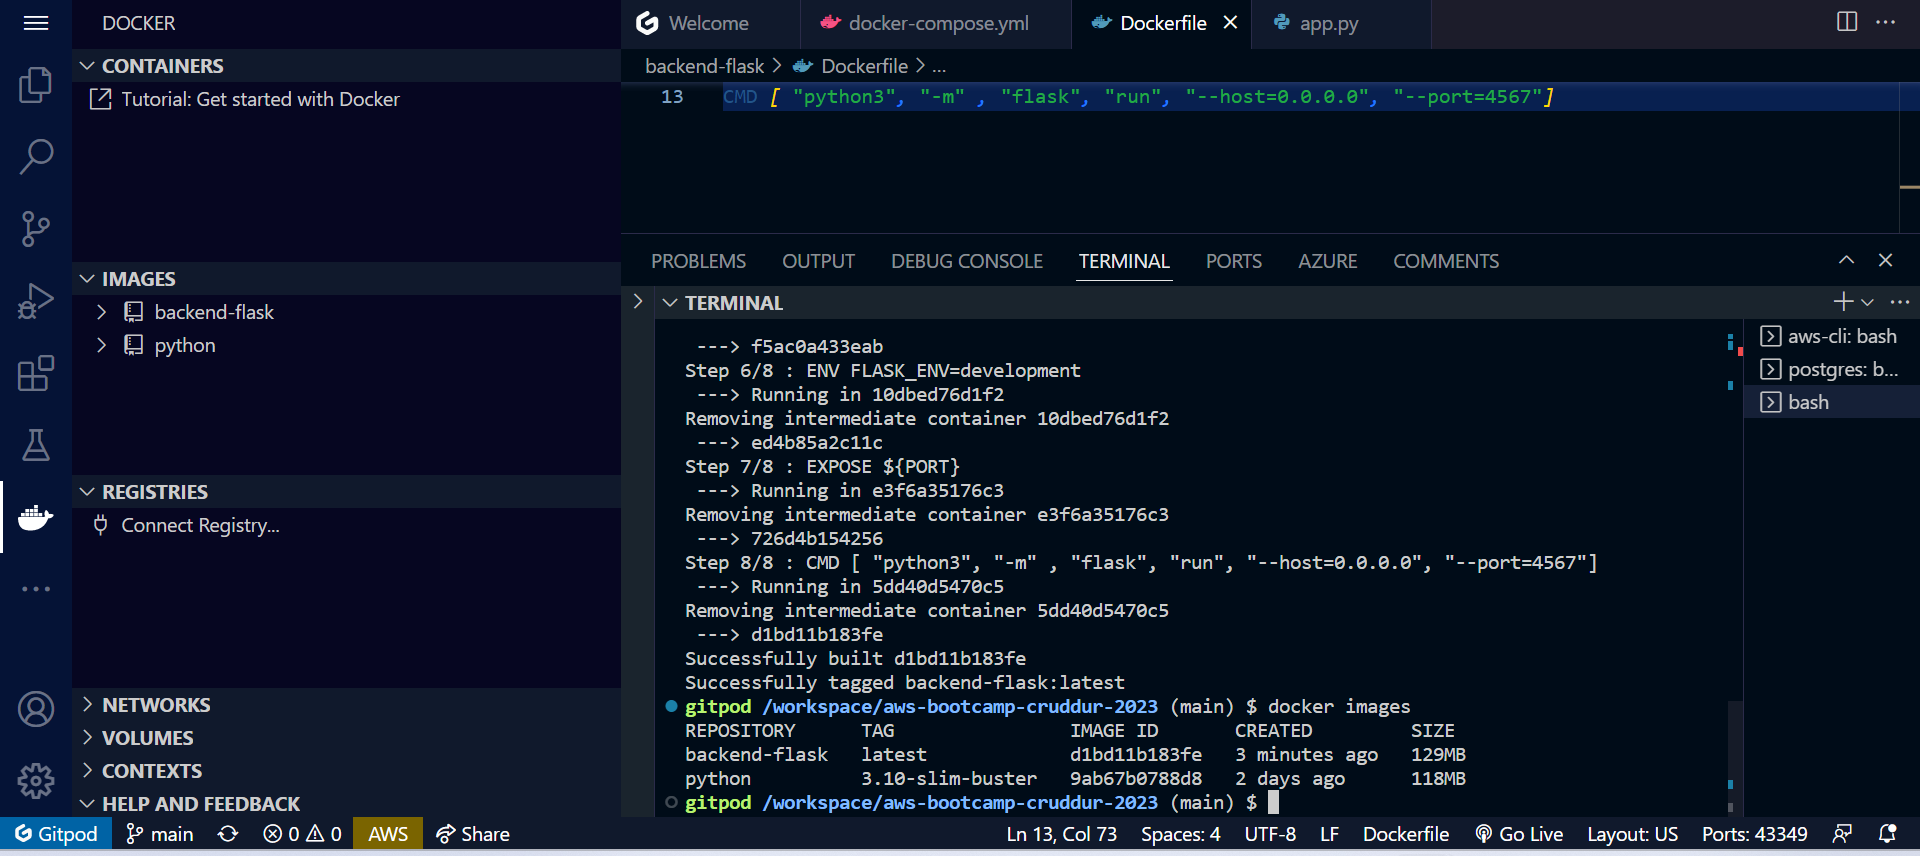 DOCKER
CONTAINERS
Tutorial: Get started with Docker
IMAGES
backend-flask
python
REGISTRIES
Connect Registry...
NETWORKS
VOLUMES
CONTEXTS
HELP AND FEEDBACK
Welcome
docker-compose.yml
Dockerfile
app.py
backend-flask > Dockerfile > ...
13 CMD [ "python3", "-m" , "flask", "run", "--host=0.0.0.0", "--port=4567"]
PROBLEMS OUTPUT DEBUG CONSOLE TERMINAL PORTS AZURE COMMENTS
TERMINAL
---> f5ac0a433eab
Step 6/8 : ENV FLASK_ENV=development
---> Running in 10dbed76d1f2
Removing intermediate container 10dbed76d1f2
---> ed4b85a2c11c
Step 7/8 : EXPOSE ${PORT}
---> Running in e3f6a35176c3
Removing intermediate container e3f6a35176c3
---> 726d4b154256
Step 8/8 : CMD [ "python3", "-m" , "flask", "run", "--host=0.0.0.0", "--port=4567"]
---> Running in 5dd40d5470c5
Removing intermediate container 5dd40d5470c5
---> d1bd11b183fe
Successfully built d1bd11b183fe
Successfully tagged backend-flask:latest
gitpod /workspace/aws-bootcamp-cruddur-2023 (main) $ docker images
REPOSITORY TAG IMAGE ID CREATED SIZE
backend-flask latest d1bd11b183fe 3 minutes ago 129MB
python 3.10-slim-buster 9ab67b0788d8 2 days ago 118MB
gitpod /workspace/aws-bootcamp-cruddur-2023 (main) $
aws-cli: bash
postgres: b...
bash
Gitpod main 0 0 AWS Share Ln 13, Col 73 Spaces: 4 UTF-8 LF Dockerfile Go Live Layout: US Ports: 43349